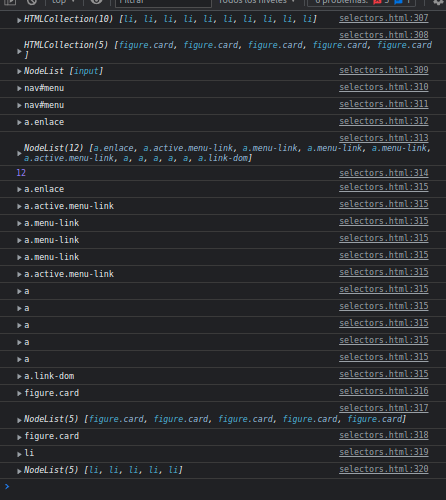 top
Filtrar
Todos los niveles
HTMLCollection(10) [li, li, li, li, li, li, li, li, li, li] selectors.html:307
selectors.html:308
HTMLCollection(5) [figure.card, figure.card, figure.card, figure.card, figure.card
]
NodeList [input] selectors.html:309
nav#menu selectors.html:310
nav#menu selectors.html:311
a.enlace selectors.html:312
selectors.html:313
NodeList(12) [a.enlace, a.active.menu-link, a.menu-link, a.menu-link, a.menu-link,
a.active.menu-link, a, a, a, a, a, a.link-dom]
12 selectors.html:314
a.enlace selectors.html:315
a.active.menu-link selectors.html:315
a.menu-link selectors.html:315
a.menu-link selectors.html:315
a.menu-link selectors.html:315
a.active.menu-link selectors.html:315
a selectors.html:315
a selectors.html:315
a selectors.html:315
a selectors.html:315
a selectors.html:315
a.link-dom selectors.html:315
figure.card selectors.html:316
selectors.html:317
NodeList(5) [figure.card, figure.card, figure.card, figure.card, figure.card]
figure.card selectors.html:318
li selectors.html:319
NodeList(5) [li, li, li, li, li] selectors.html:320
>